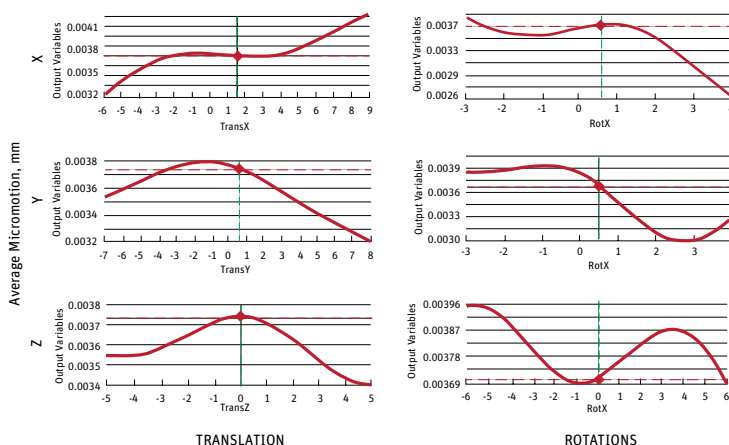 Average Micromotion, mm
X
Output Variables
0.0041
0.0038
0.0035
0.0032
-6 -5 -4 -3 -2 -1 0 1 2 3 4 5 6 7 8 9
TransX
Output Variables
0.0037
0.0033
0.0029
0.0026
-3 -2 -1 0 1 2 3
RotX
Y
Output Variables
0.0038
0.0036
0.0034
0.0032
-7 -6 -5 -4 -3 -2 -1 0 1 2 3 4 5 6 7 8
TransY
Output Variables
0.0039
0.0036
0.0033
0.0030
-3 -2 -1 0 1 2 3
RotX
Z
Output Variables
0.0038
0.0037
0.0035
0.0034
-5 -4 -3 -2 -1 0 1 2 3 4 5
TransZ
Output Variables
0.00396
0.00387
0.00378
0.00369
6 -5 -4 -3 -2 -1 0 1 2 3 4 5 6
RotX
TRANSLATION
ROTATIONS